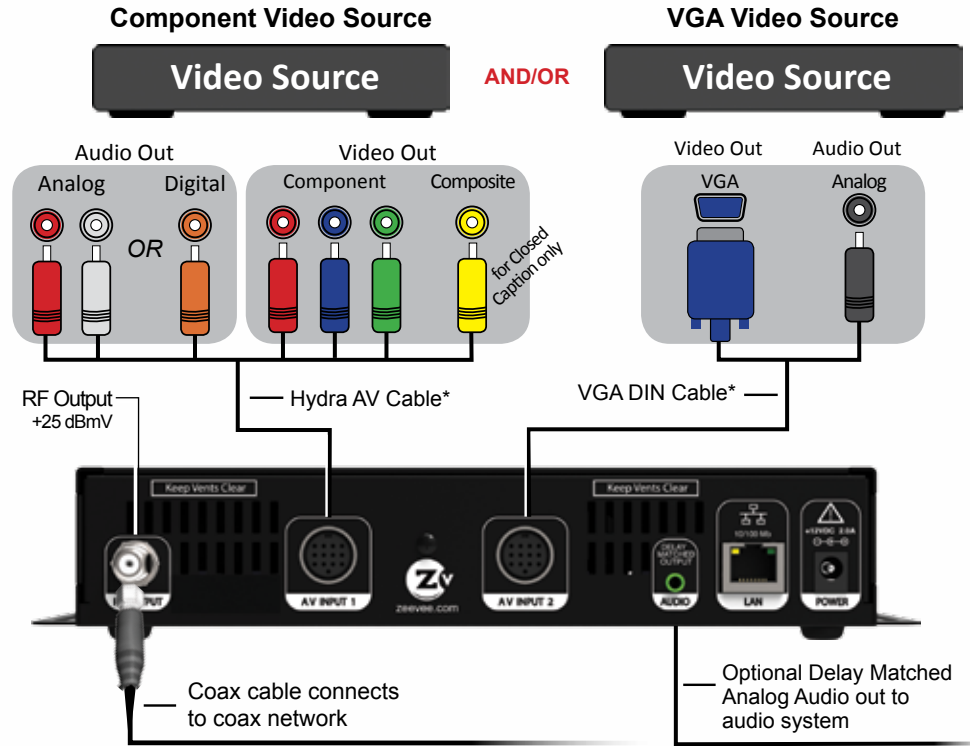 Component Video Source
VGA Video Source
Video Source
AND/OR
Video Source
Audio Out
Video Out
Video Out
Audio Out
Analog
Digital
Component
Composite
VGA
Analog
OR
for Closed
Caption only
RF Output
+25 dBmV
Hydra AV Cable*
VGA DIN Cable*
Keep Vents Clear
Keep Vents Clear
10/100 Mb
+12VDC 2.0A
DELAY
MATCHED
OUTPUT
ZV
zeevee.com
AV INPUT 1
AV INPUT 2
AUDIO
LAN
POWER
Coax cable connects
to coax network
Optional Delay Matched
Analog Audio out to
audio system